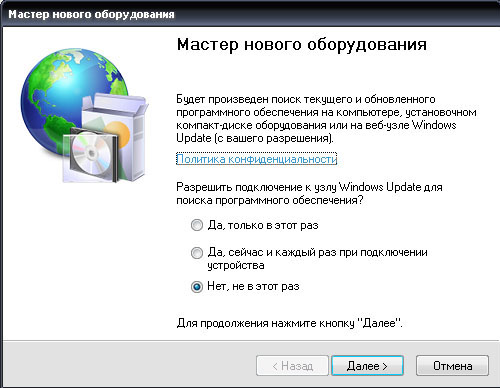 Мастер нового оборудования
Мастер нового оборудования
Будет произведен поиск текущего и обновленного
программного обеспечения на компьютере, установочном
компакт-диске оборудования или на веб-узле Windows
Update (с вашего разрешения).
Политика конфиденциальности
Разрешить подключение к узлу Windows Update для
поиска программного обеспечения?
Да, только в этот раз
Да, сейчас и каждый раз при подключении
устройства
Нет, не в этот раз
Для продолжения нажмите кнопку "Далее".
< Назад Далее > Отмена